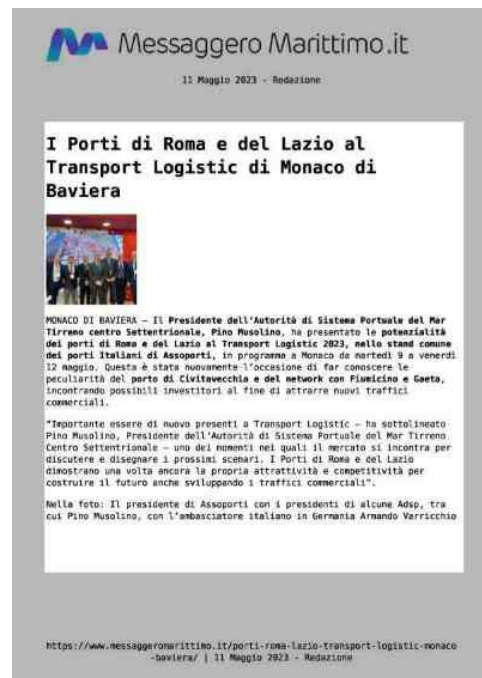 Messaggero Marittimo.it
11 Maggio 2023 - Redazione
I Porti di Roma e del Lazio al
Transport Logistic di Monaco di
Baviera
MONACO DI BAVIERA – Il Presidente dell'Autorità di Sistema Portuale del Mar
Tirreno centro Settentrionale, Pino Musolino, ha presentato le potenzialità
dei porti di Roma e del Lazio al Transport Logistic 2023, nello stand comune
dei porti Italiani di Assoporti, in programma a Monaco da martedì 9 a venerdì
12 maggio. Questa è stata nuovamente l'occasione di far conoscere le
peculiarità del porto di Civitavecchia e del network con Fiumicino e Gaeta,
incontrando possibili investitori al fine di attrarre nuovi traffici
commerciali.
"Importante essere di nuovo presenti a Transport Logistic – ha sottolineato
Pino Musolino, Presidente dell'Autorità di Sistema Portuale del Mar Tirreno
Centro Settentrionale – uno dei momenti nei quali il mercato si incontra per
discutere e disegnare i prossimi scenari. I Porti di Roma e del Lazio
dimostrano una volta ancora la propria attrattività e competitività per
costruire il futuro anche sviluppando i traffici commerciali".
Nella foto: Il presidente di Assoporti con i presidenti di alcune Adsp, tra
cui Pino Musolino, con l'ambasciatore italiano in Germania Armando Varricchio
https://www.messaggeromarittimo.it/porti-roma-lazio-transport-logistic-monaco
-baviera/ | 11 Maggio 2023 - Redazione